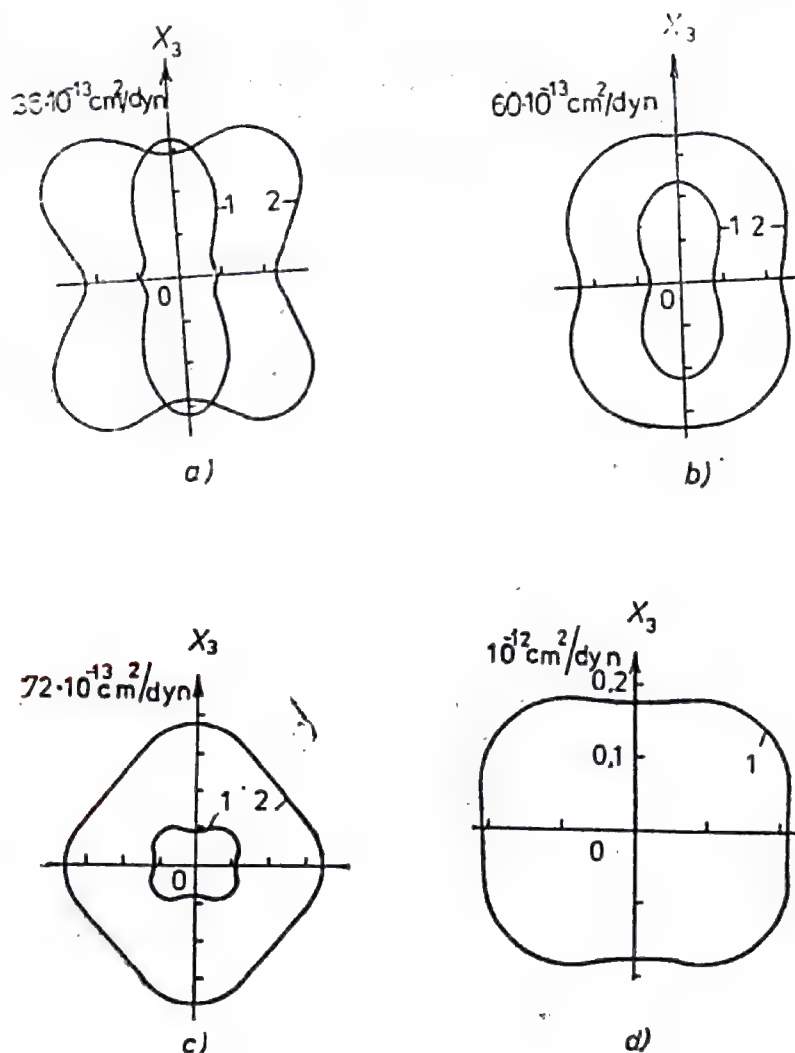 X₃
36·10⁻¹³cm²/dyn
1 2
0
a)
X₃
60·10⁻¹³cm²/dyn
1 2
0
b)
X₃
72·10⁻¹³cm²/dyn
1 2
0
c)
X₃
10⁻¹²cm²/dyn
0.2
0.1
1
0
d)